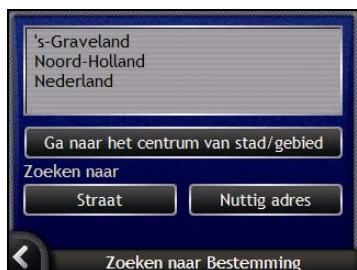 's-Graveland
Noord-Holland
Nederland
Ga naar het centrum van stad/gebied
Zoeken naar
Straat
Nuttig adres
Zoeken naar Bestemming